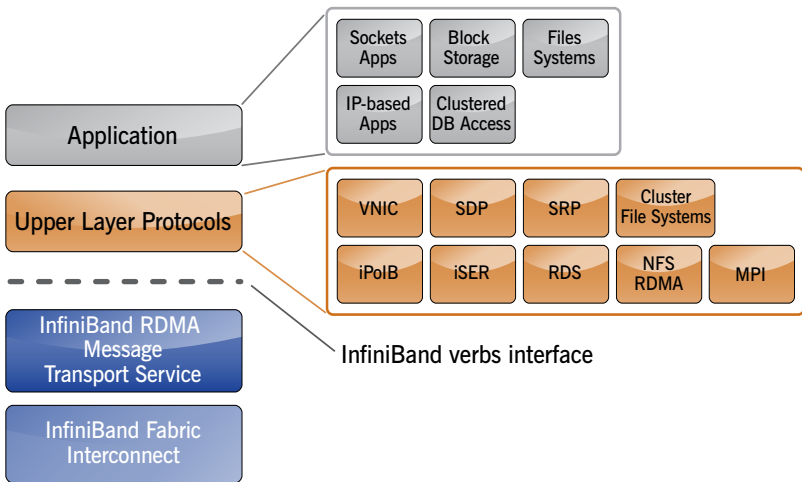 Sockets
Apps
Block
Storage
Files
Systems
IP-based
Apps
Clustered
DB Access
Application
Upper Layer Protocols
VNIC
SDP
SRP
Cluster
File Systems
iPoIB
iSER
RDS
NFS
RDMA
MPI
InfiniBand verbs interface
InfiniBand RDMA
Message
Transport Service
InfiniBand Fabric
Interconnect